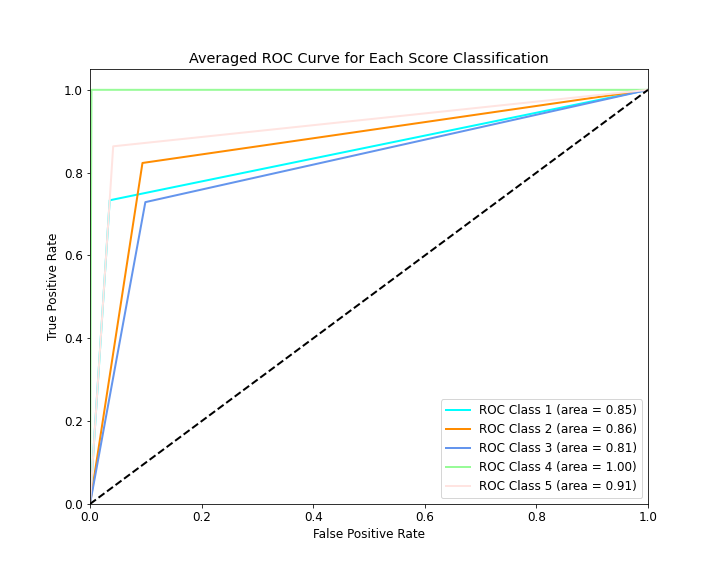 Averaged ROC Curve for Each Score Classification
True Positive Rate
1.0
0.8
0.6
0.4
0.2
0.0
0.0 0.2 0.4 0.6 0.8 1.0
False Positive Rate
ROC Class 1 (area = 0.85)
ROC Class 2 (area = 0.86)
ROC Class 3 (area = 0.81)
ROC Class 4 (area = 1.00)
ROC Class 5 (area = 0.91)